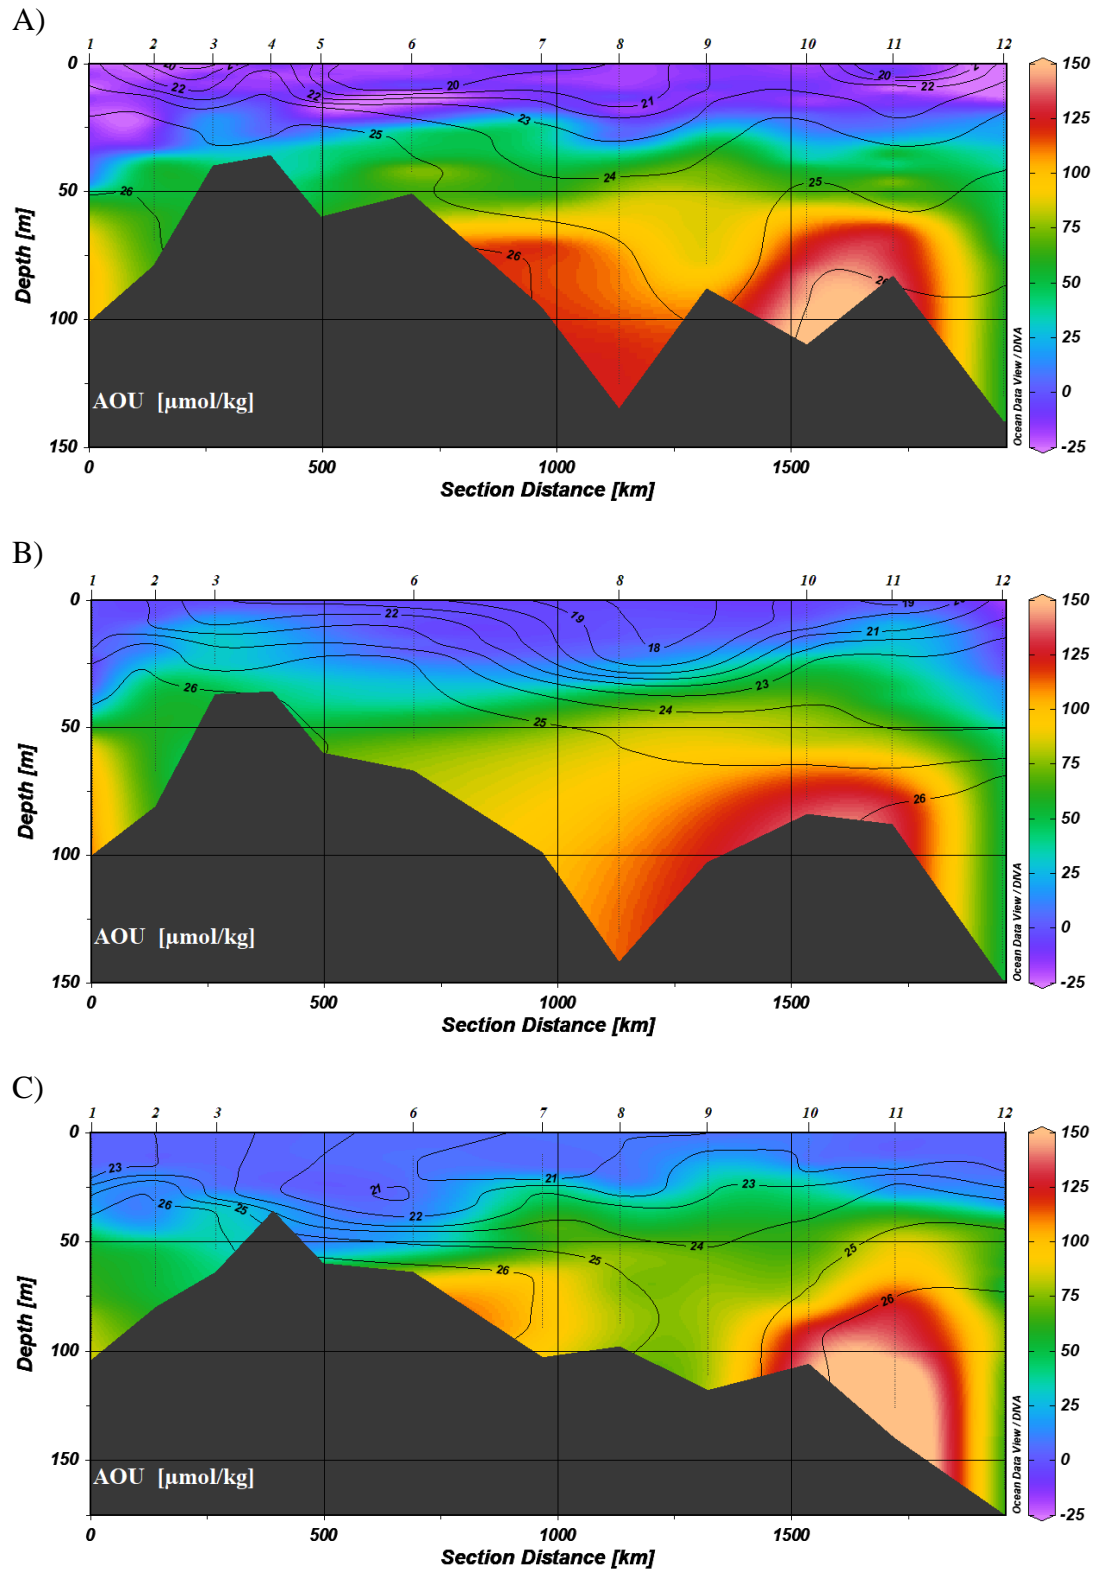 A)
1 2 3 4 5 6 7 8 9 10 11 12
0
50
100
150
Depth [m]
20 22 22 20 21 23 25 24 26 26 25 20 22 26
AOU [µmol/kg]
0 500 1000 1500
Section Distance [km]
Ocean Data View / DIVA
150
125
100
75
50
25
0
-25
B)
1 2 3 6 8 10 11 12
0
50
100
150
Depth [m]
22 19 18 19 21 23 24 25 26 26
AOU [µmol/kg]
0 500 1000 1500
Section Distance [km]
Ocean Data View / DIVA
150
125
100
75
50
25
0
-25
C)
1 2 3 6 7 8 9 10 11 12
0
50
100
150
Depth [m]
23 26 25 21 22 21 23 24 25 26 25 26
AOU [µmol/kg]
0 500 1000 1500
Section Distance [km]
Ocean Data View / DIVA
150
125
100
75
50
25
0
-25